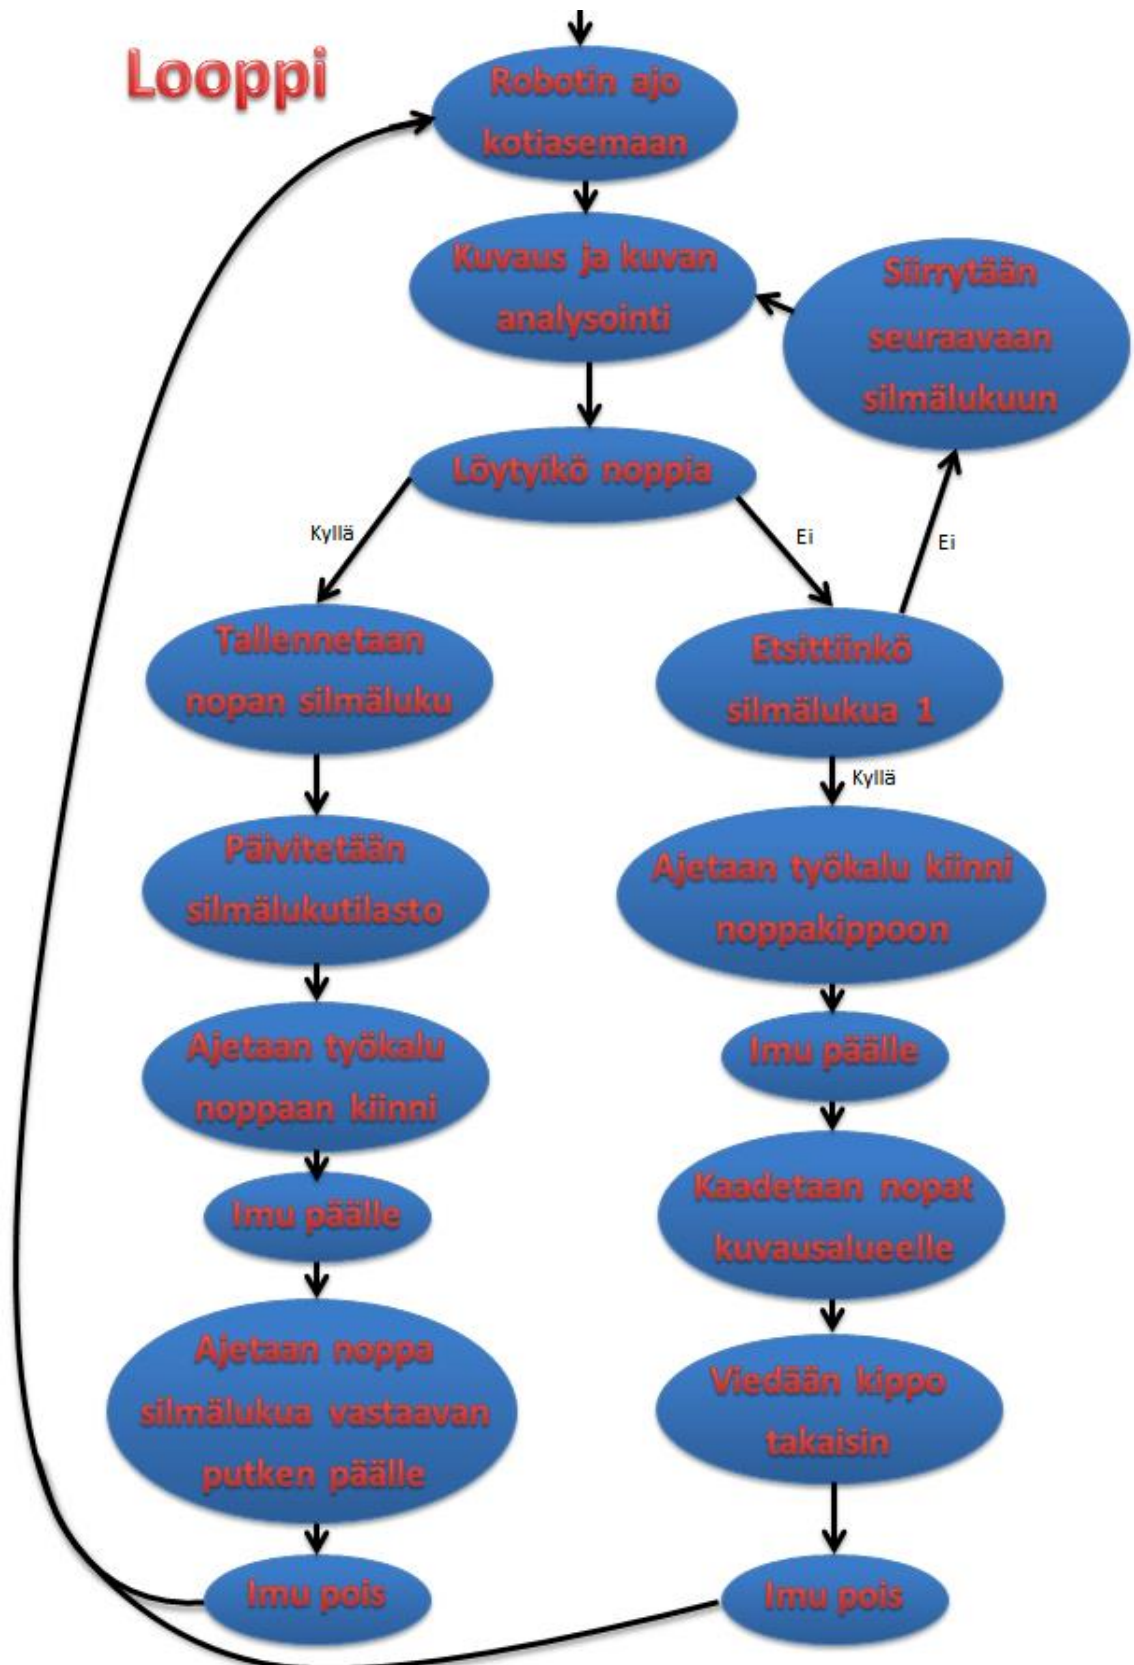 Looppi
Robotin ajo
kotiasemaan
Kuvaus ja kuvan
analysointi
Siirrytään
seuraavaan
silmälukuun
Löytyikö noppia
Kyllä
Ei
Ei
Tallennetaan
nopan silmäluku
Etsittiinkö
silmälukua 1
Kyllä
Päivitetään
silmälukutilasto
Ajetaan työkalu kiinni
noppakippoon
Ajetaan työkalu
noppaan kiinni
Imu päälle
Imu päälle
Kaadetaan nopat
kuvausalueelle
Ajetaan noppa
silmälukua vastaavan
putken päälle
Viedään kippo
takaisin
Imu pois
Imu pois